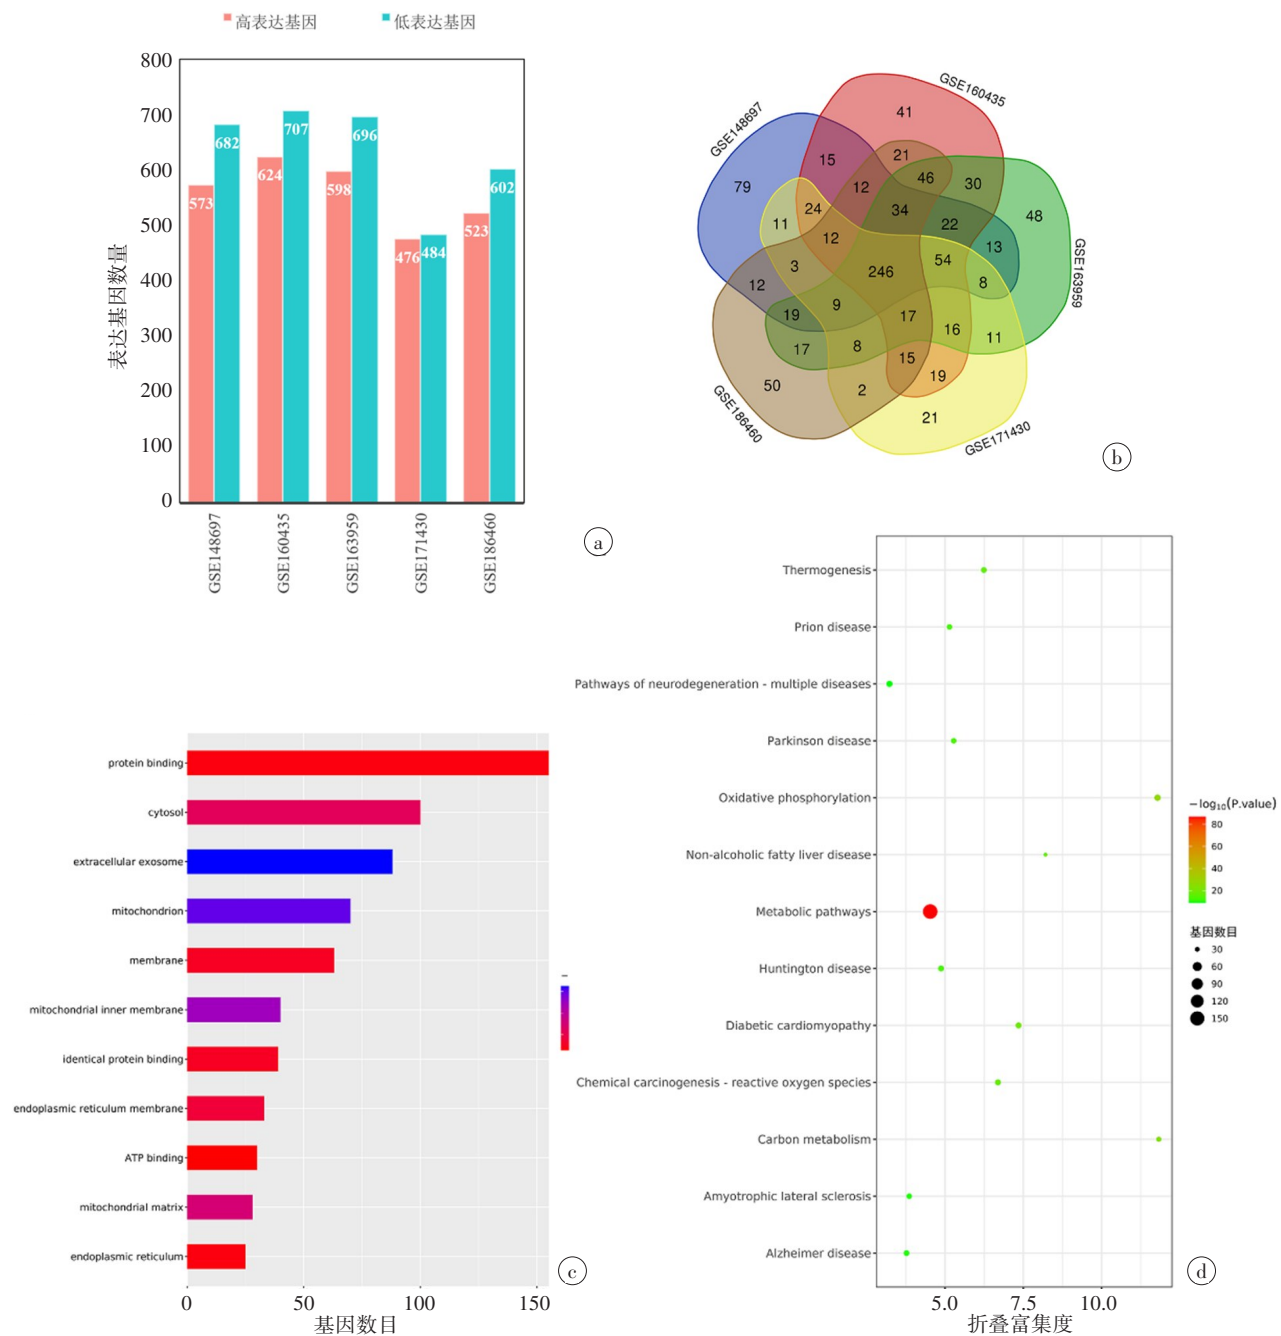 高表达基因 低表达基因
表达基因数量
800
700
600
500
400
300
200
100
0
573 682 624 707 598 696 476 484 523 602
GSE148697 GSE160435 GSE163959 GSE171430 GSE186460
a
GSE148697
GSE160435
GSE163959
GSE171430
GSE186460
41
15 21
79 12 46 30
11 24 34 22 48
12 13
3 246 54
12 9 8
19 17 16 11
17 8 15
50 2 19
21
b
protein binding
cytosol
extracellular exosome
mitochondrion
membrane
mitochondrial inner membrane
identical protein binding
endoplasmic reticulum membrane
ATP binding
mitochondrial matrix
endoplasmic reticulum
0 50 100 150
基因数目
c
Thermogenesis
Prion disease
Pathways of neurodegeneration - multiple diseases
Parkinson disease
Oxidative phosphorylation
Non-alcoholic fatty liver disease
Metabolic pathways
Huntington disease
Diabetic cardiomyopathy
Chemical carcinogenesis - reactive oxygen species
Carbon metabolism
Amyotrophic lateral sclerosis
Alzheimer disease
5.0 7.5 10.0
折叠富集度
−log₁₀(P.value)
80
60
40
20
基因数目
30
60
90
120
150
d